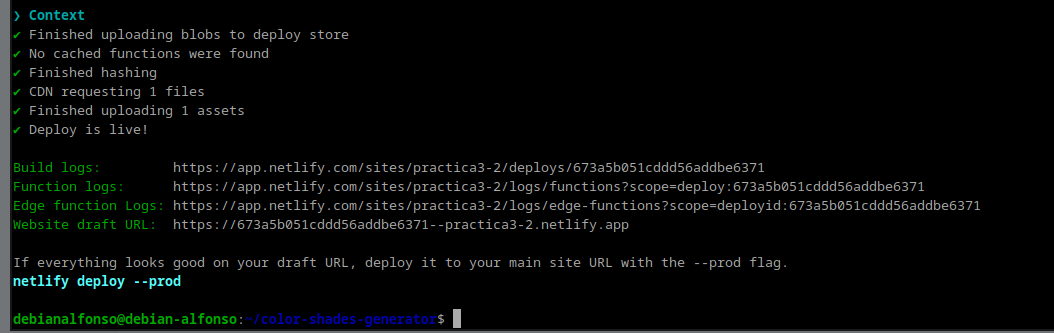 ❯ Context
✔ Finished uploading blobs to deploy store
✔ No cached functions were found
✔ Finished hashing
✔ CDN requesting 1 files
✔ Finished uploading 1 assets
✔ Deploy is live!
Build logs: https://app.netlify.com/sites/practica3-2/deploys/673a5b051cddd56addbe6371
Function logs: https://app.netlify.com/sites/practica3-2/logs/functions?scope=deploy:673a5b051cddd56addbe6371
Edge function Logs: https://app.netlify.com/sites/practica3-2/logs/edge-functions?scope=deployid:673a5b051cddd56addbe6371
Website draft URL: https://673a5b051cddd56addbe6371--practica3-2.netlify.app
If everything looks good on your draft URL, deploy it to your main site URL with the --prod flag.
netlify deploy --prod
debianalfonso@debian-alfonso:~/color-shades-generator$